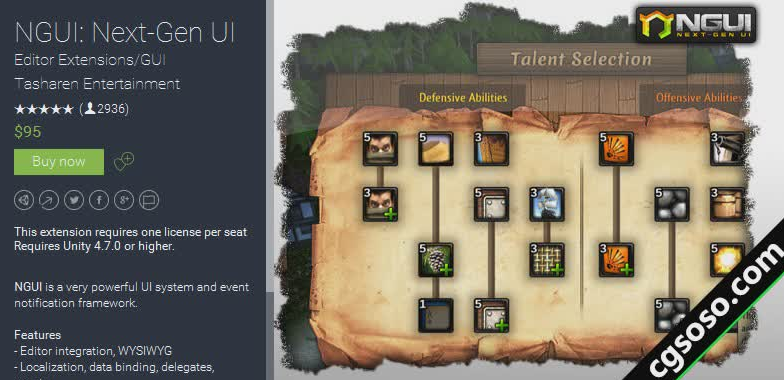 NGUI: Next-Gen UI
Editor Extensions/GUI
Tasharen Entertainment
(2936)
$95
Buy now
This extension requires one license per seat
Requires Unity 4.7.0 or higher.
NGUI is a very powerful UI system and event
notification framework.
Features
- Editor integration, WYSIWYG
- Localization, data binding, delegates,
NGUI
NEXT-GEN UI
Talent Selection
Defensive Abilities
Offensive Abilities
5 5 3 5 3
3 5 3 5 3
5 3 3 5
1 5 5
cgsoso.com